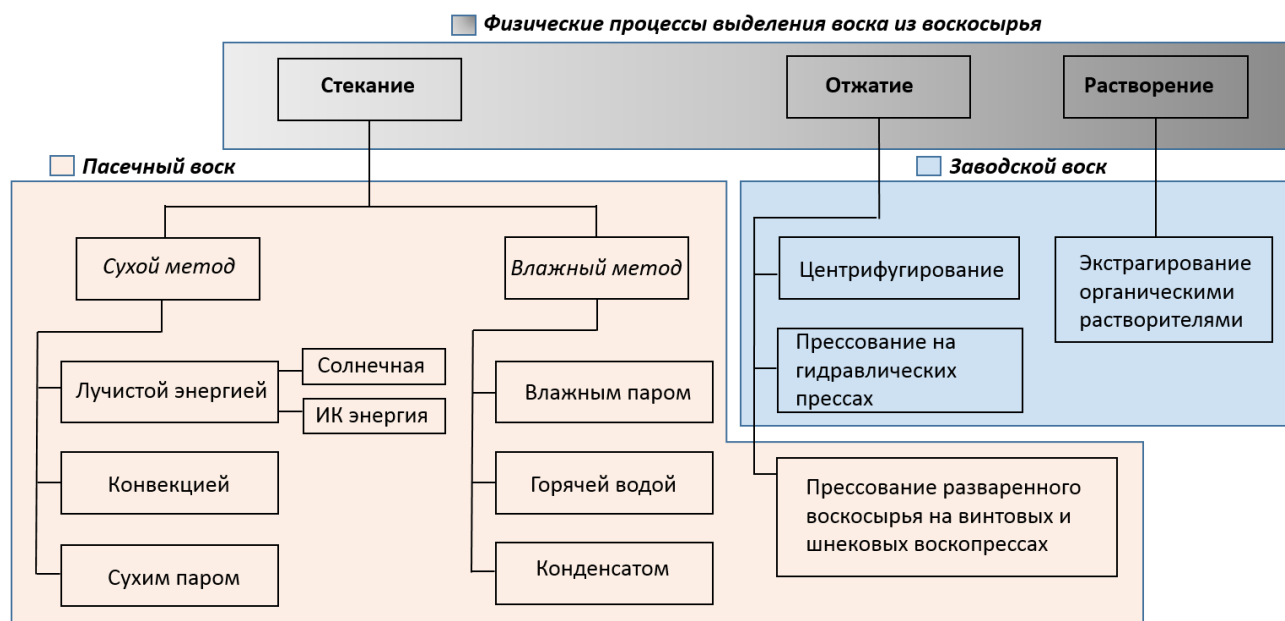 Физические процессы выделения воска из воскосырья
Стекание
Отжатие
Растворение
Пасечный воск
Заводской воск
Сухой метод
Влажный метод
Центрифугирование
Экстрагирование
органическими
растворителями
Лучистой энергией
Солнечная
ИК энергия
Влажным паром
Прессование на
гидравлических
прессах
Конвекцией
Горячей водой
Прессование разваренного
воскосырья на винтовых и
шнековых воскопрессах
Сухим паром
Конденсатом